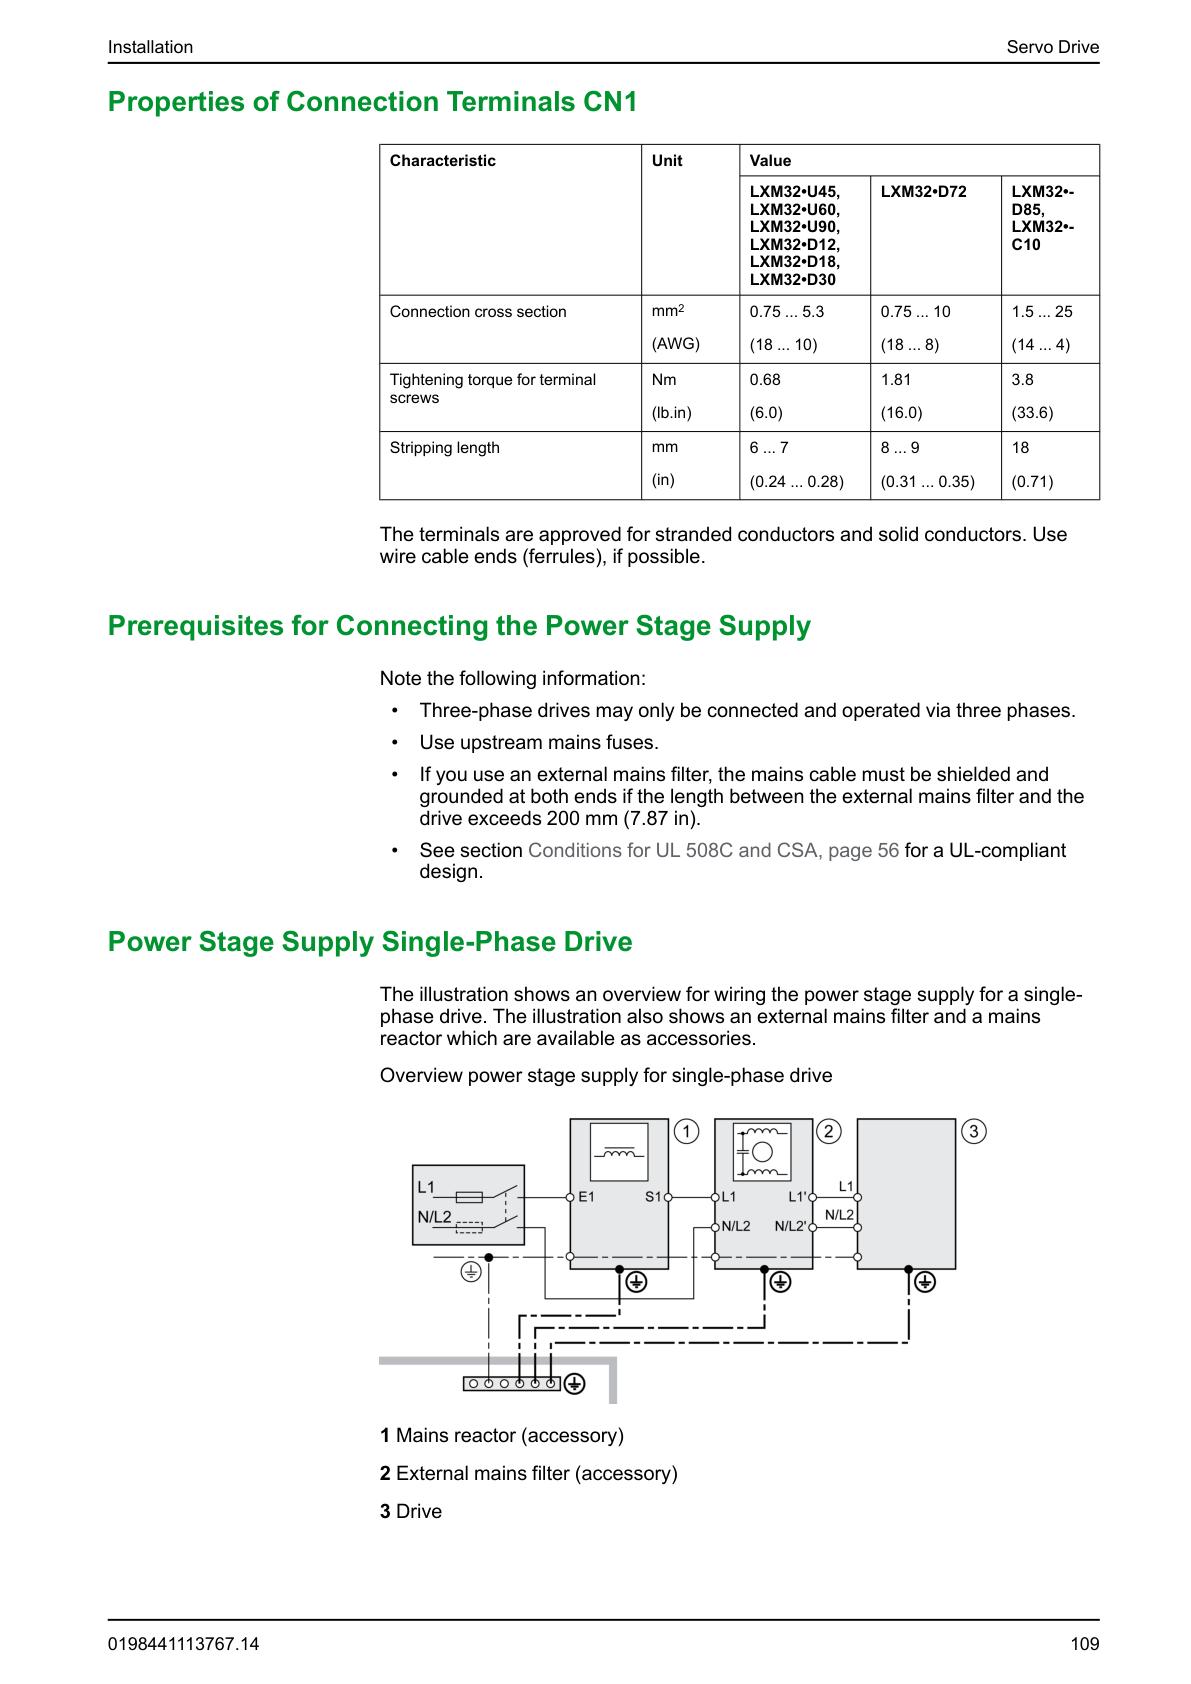 Installation
Servo Drive
Properties of Connection Terminals CN1
Characteristic
Unit
Value
LXM32•U45,
LXM32•U60,
LXM32•U90,
LXM32•D12,
LXM32•D18,
LXM32•D30
LXM32•D72
LXM32•-
D85,
LXM32•-
C10
Connection cross section
mm2
(AWG)
0.75 ... 5.3
(18 ... 10)
0.75 ... 10
(18 ... 8)
1.5 ... 25
(14 ... 4)
Tightening torque for terminal
screws
Nm
(lb.in)
0.68
(6.0)
1.81
(16.0)
3.8
(33.6)
Stripping length
mm
(in)
6 ... 7
(0.24 ... 0.28)
8 ... 9
(0.31 ... 0.35)
18
(0.71)
The terminals are approved for stranded conductors and solid conductors. Use
wire cable ends (ferrules), if possible.
Prerequisites for Connecting the Power Stage Supply
Note the following information:
• Three-phase drives may only be connected and operated via three phases.
• Use upstream mains fuses.
• If you use an external mains filter, the mains cable must be shielded and
grounded at both ends if the length between the external mains filter and the
drive exceeds 200 mm (7.87 in).
• See section Conditions for UL 508C and CSA, page 56 for a UL-compliant
design.
Power Stage Supply Single-Phase Drive
The illustration shows an overview for wiring the power stage supply for a single-
phase drive. The illustration also shows an external mains filter and a mains
reactor which are available as accessories.
Overview power stage supply for single-phase drive
1
2
3
L1
N/L2
E1
S1
L1
L1'
N/L2
N/L2'
L1
N/L2
1 Mains reactor (accessory)
2 External mains filter (accessory)
3 Drive
0198441113767.14
109